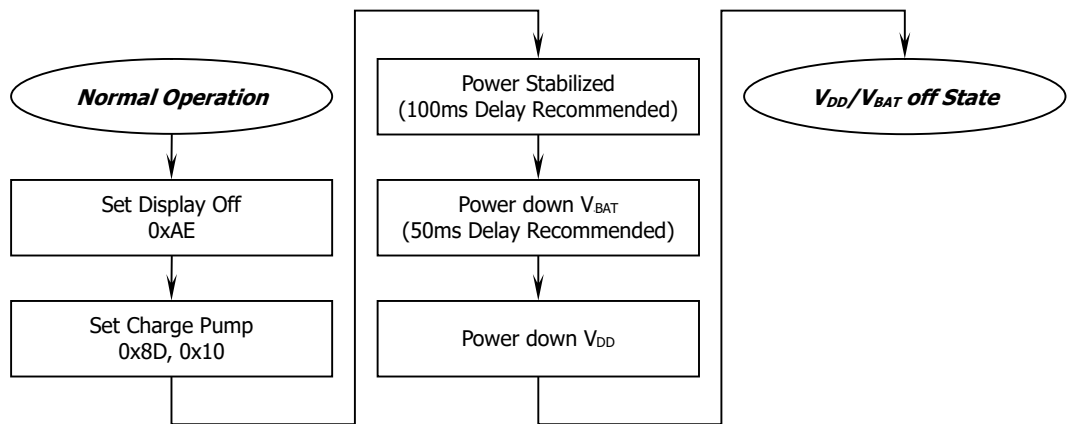 Normal Operation
Set Display Off
0xAE
Set Charge Pump
0x8D, 0x10
Power Stabilized
(100ms Delay Recommended)
Power down VBAT
(50ms Delay Recommended)
Power down VDD
VDD/VBAT off State